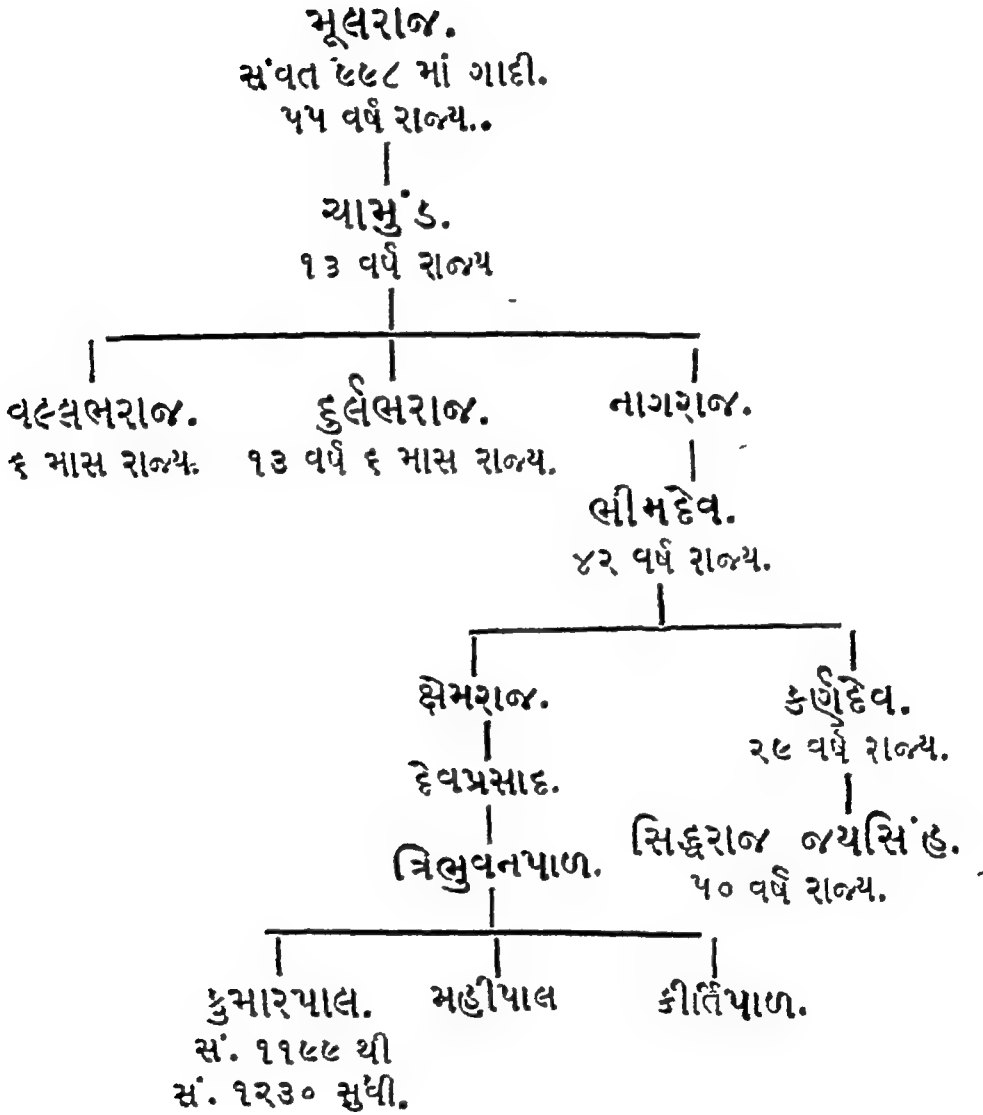 મૂલરાજ.
સંવત ૯૯૮ માં ગાદી.
૫૫ વર્ષ રાજ્ય..
ચામુંડ.
૧૩ વર્ષ રાજ્ય
વલ્લભરાજ. દુર્લભરાજ. નાગરાજ.
૬ માસ રાજ્ય. ૧૩ વર્ષ ૬ માસ રાજ્ય.
ભીમદેવ.
૪૨ વર્ષ રાજ્ય.
ક્ષેમરાજ. કર્ણદેવ.
૨૯ વર્ષ રાજ્ય.
દેવપ્રસાદ.
સિદ્ધરાજ જયસિંહ.
ત્રિભુવનપાળ.
૫૦ વર્ષ રાજ્ય.
કુમારપાલ. મહીપાલ કીર્તિપાળ.
સં. ૧૧૯૯ થી
સં. ૧૨૩૦ સુધી.